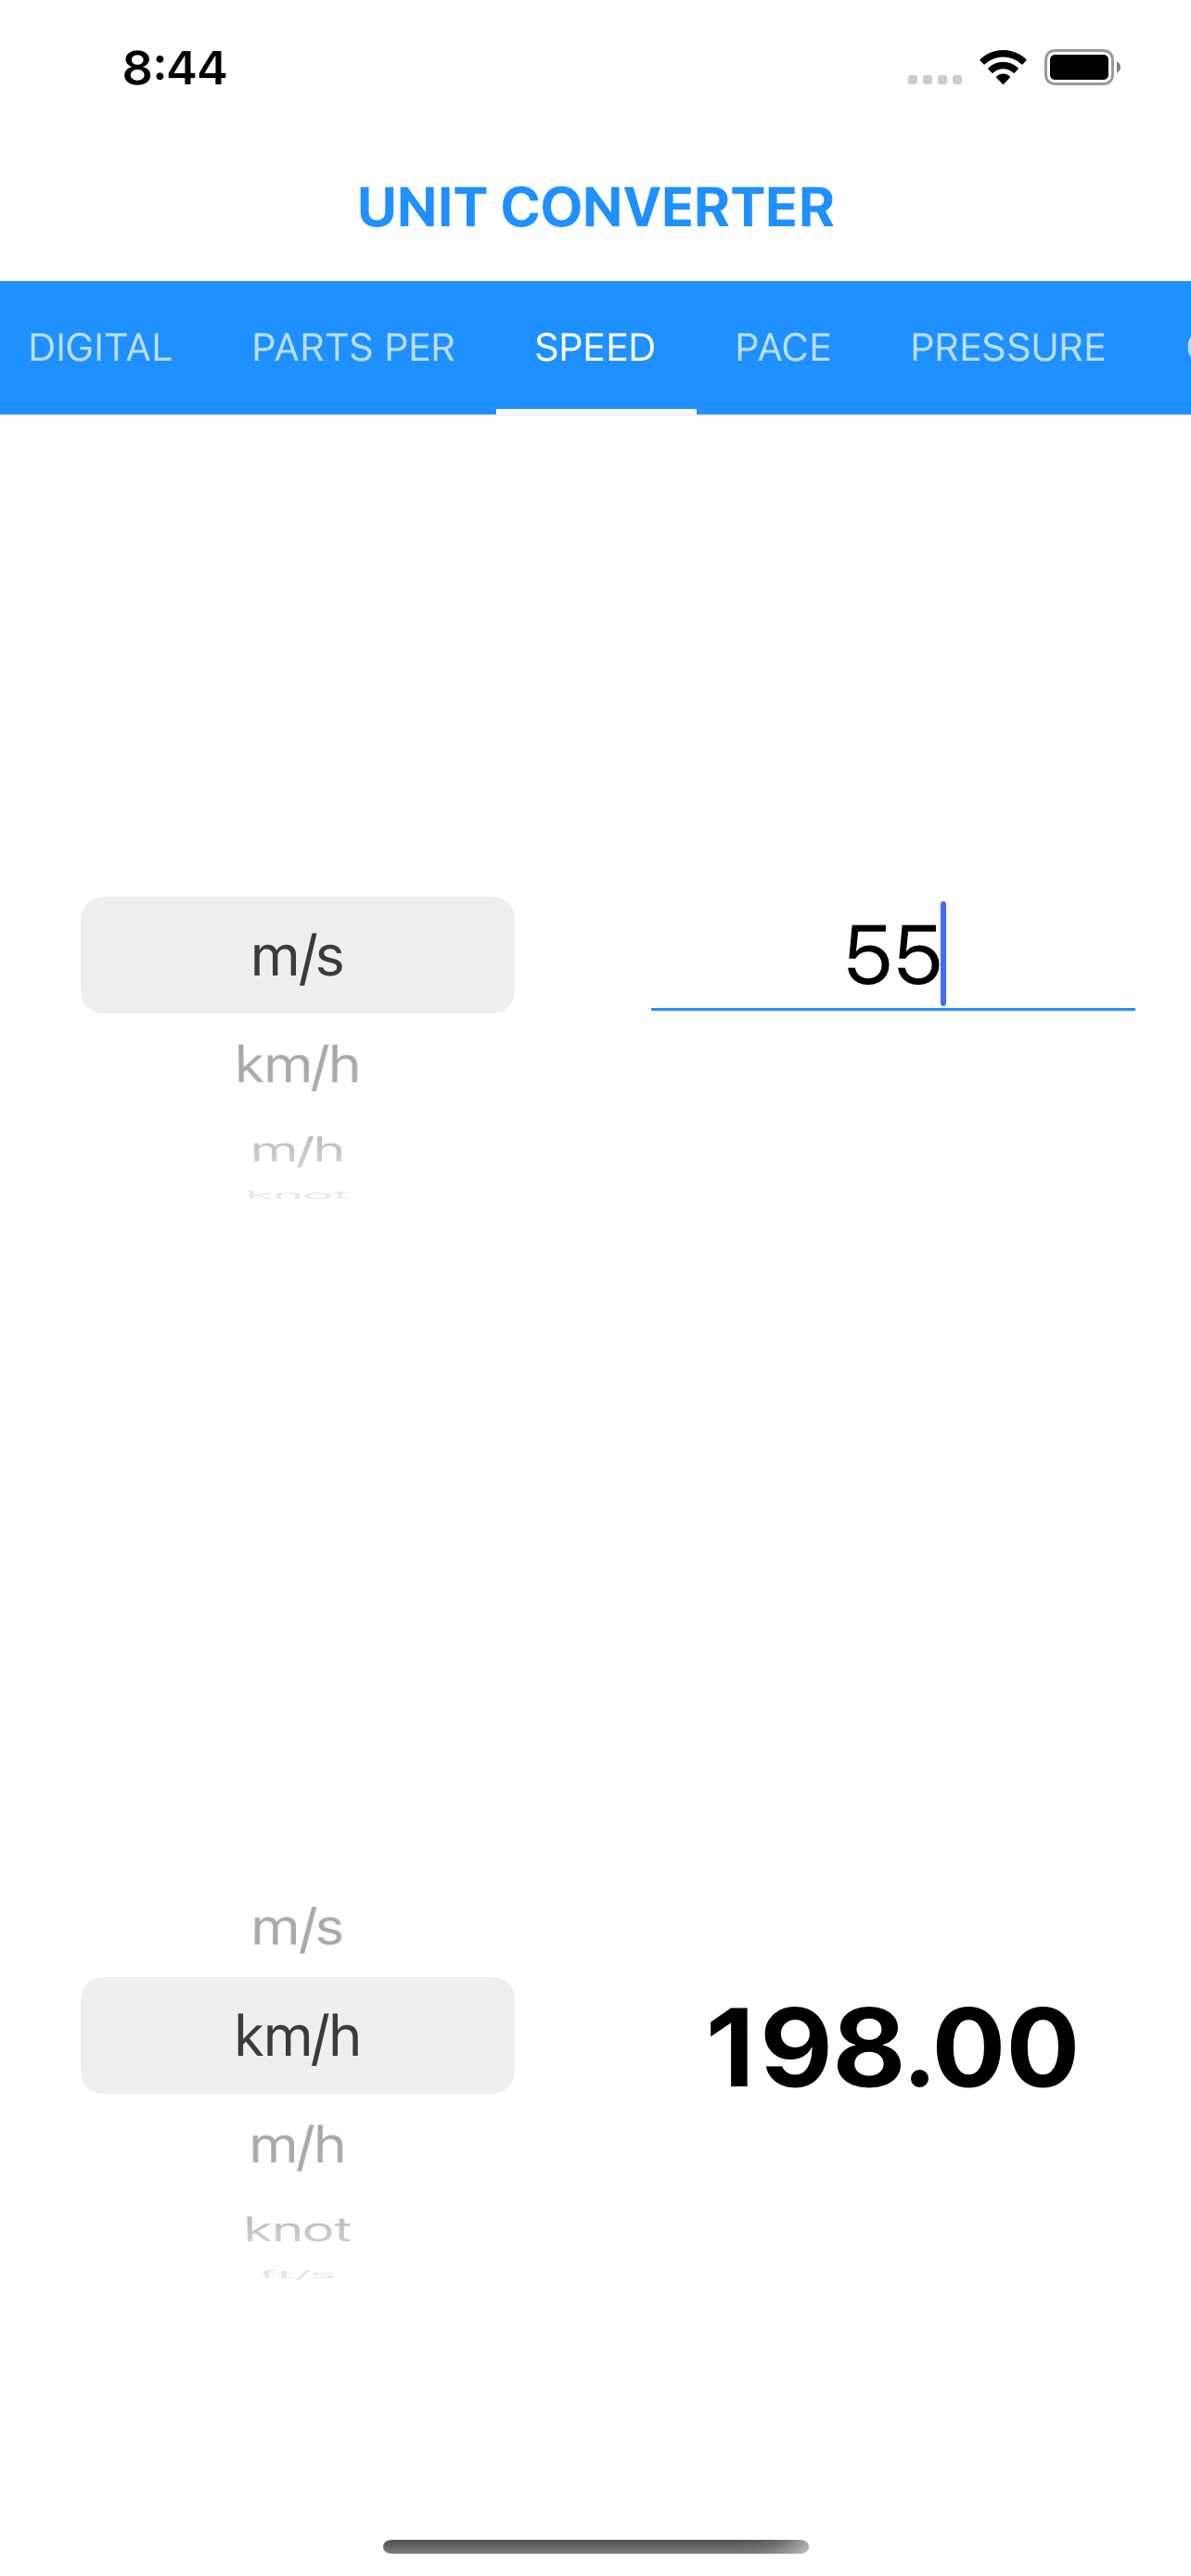 8:44
UNIT CONVERTER
DIGITAL PARTS PER SPEED PACE PRESSURE
m/s 55
km/h
m/h
knot
m/s
km/h 198.00
m/h
knot
ft/s